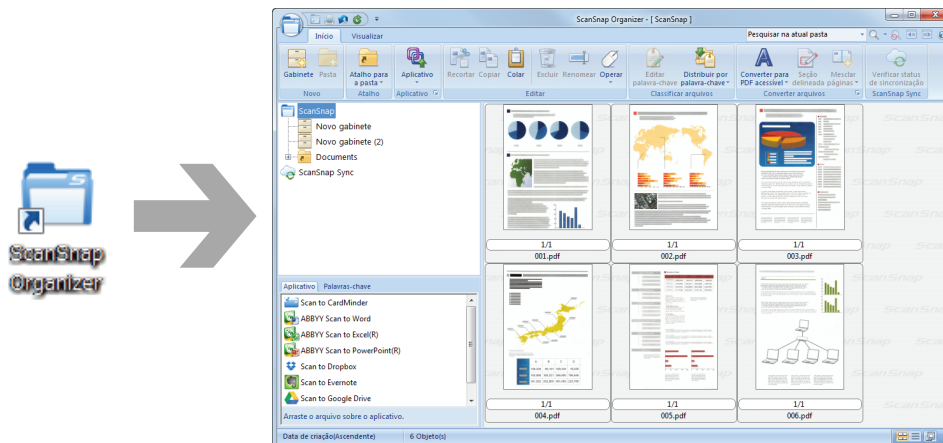 ScanSnap
Organizer
ScanSnap Organizer - [ ScanSnap ]
Início Visualizar
Pesquisar na atual pasta
Gabinete Pasta
Atalho para
a pasta
Aplicativo
Recortar Copiar Colar
Excluir Renomear Operar
Editar
palavra-chave
Distribuir por
palavra-chave
Converter para
PDF acessível
Seção
delineada
Mesclar
páginas
Verificar status
de sincronização
Novo Atalho Aplicativo Editar Classificar arquivos Converter arquivos ScanSnap Sync
ScanSnap
Novo gabinete
Novo gabinete (2)
Documents
ScanSnap Sync
1/1 1/1 1/1
001.pdf 002.pdf 003.pdf
1/1 1/1 1/1
004.pdf 005.pdf 006.pdf
Aplicativo Palavras-chave
Scan to CardMinder
ABBYY Scan to Word
ABBYY Scan to Excel(R)
ABBYY Scan to PowerPoint(R)
Scan to Dropbox
Scan to Evernote
Scan to Google Drive
Arraste o arquivo sobre o aplicativo.
Data de criação(Ascendente) 6 Objeto(s)